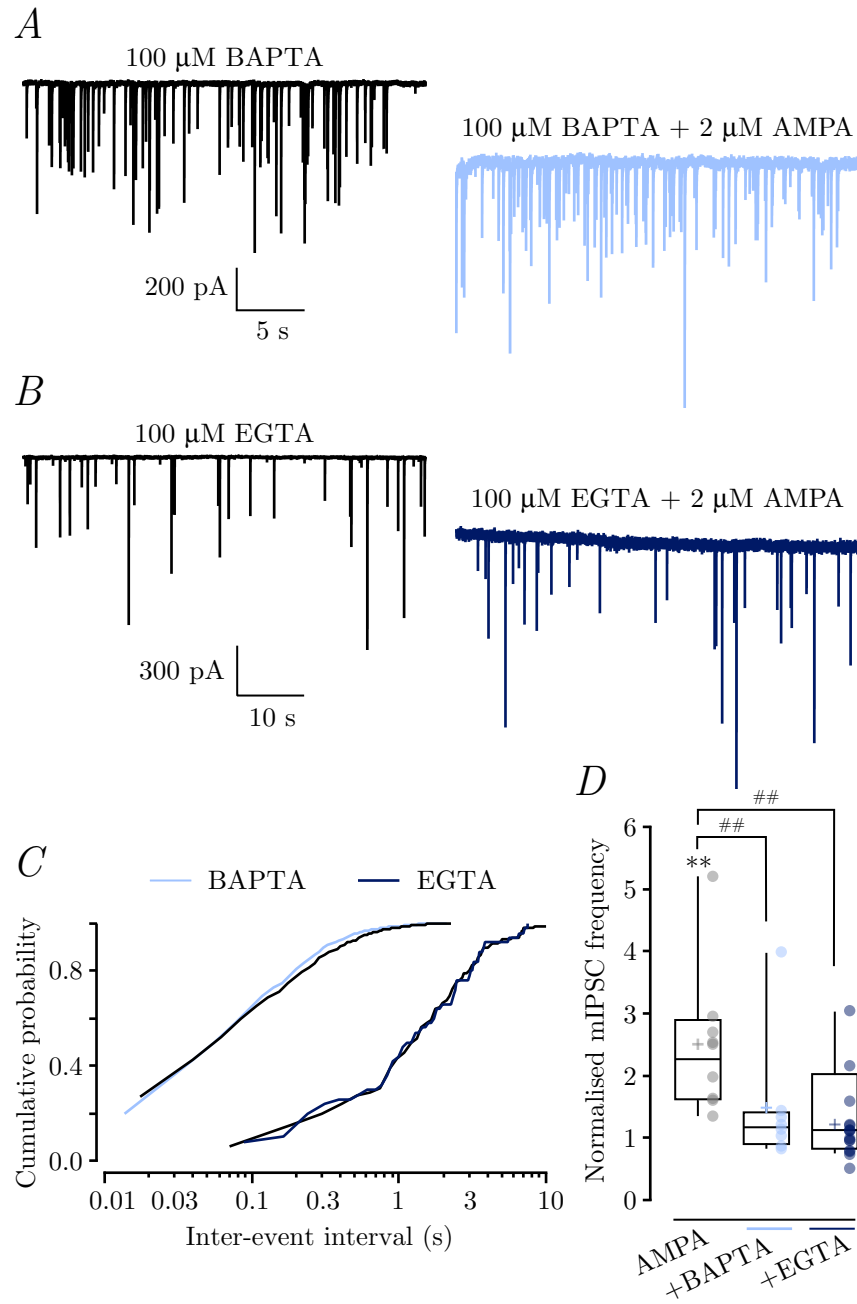 A
100 μM BAPTA
100 μM BAPTA + 2 μM AMPA
200 pA
5 s
B
100 μM EGTA
100 μM EGTA + 2 μM AMPA
300 pA
10 s
C
BAPTA EGTA
Cumulative probability
0.8
0.4
0.0
0.01 0.03 0.1 0.3 1 3 10
Inter-event interval (s)
D
##
##
**
Normalised mIPSC frequency
6
5
4
3
2
1
0
AMPA
+BAPTA
+EGTA